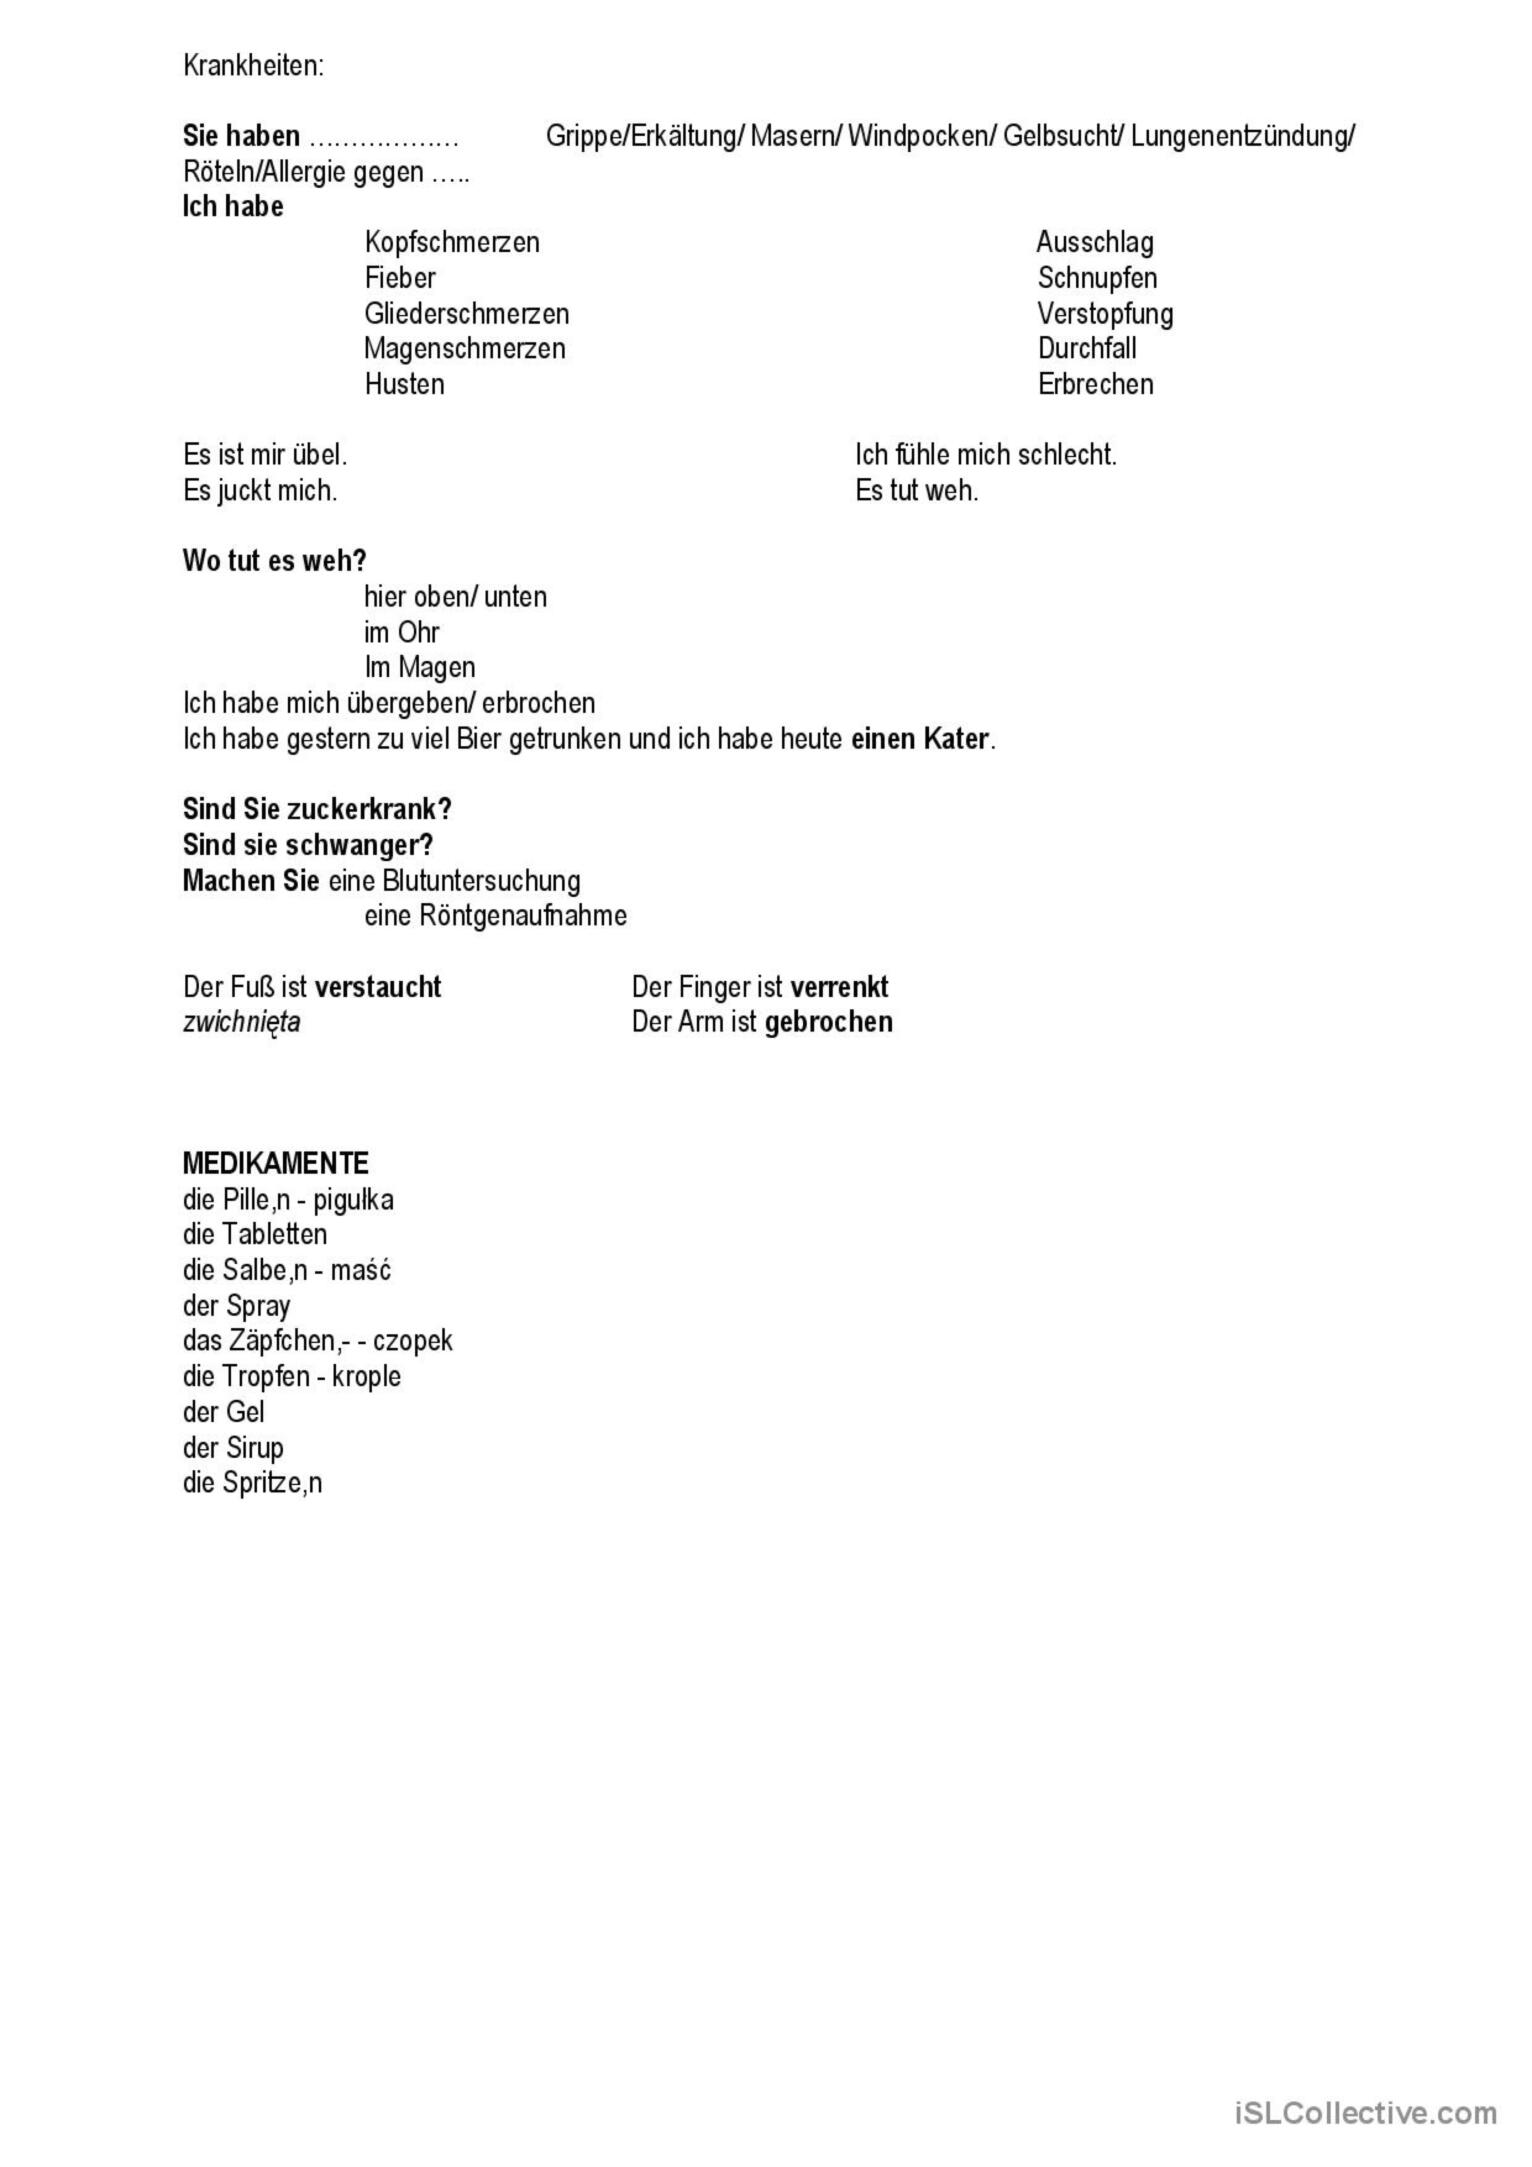 Krankheiten:
Sie haben ……………… Grippe/Erkältung/ Masern/ Windpocken/ Gelbsucht/ Lungenentzündung/
Röteln/Allergie gegen …..
Ich habe
Kopfschmerzen Ausschlag
Fieber Schnupfen
Gliederschmerzen Verstopfung
Magenschmerzen Durchfall
Husten Erbrechen
Es ist mir übel. Ich fühle mich schlecht.
Es juckt mich. Es tut weh.
Wo tut es weh?
hier oben/ unten
im Ohr
Im Magen
Ich habe mich übergeben/ erbrochen
Ich habe gestern zu viel Bier getrunken und ich habe heute einen Kater.
Sind Sie zuckerkrank?
Sind sie schwanger?
Machen Sie eine Blutuntersuchung
eine Röntgenaufnahme
Der Fuß ist verstaucht Der Finger ist verrenkt
zwichnięta Der Arm ist gebrochen
MEDIKAMENTE
die Pille,n - pigułka
die Tabletten
die Salbe,n - maść
der Spray
das Zäpfchen,- - czopek
die Tropfen - krople
der Gel
der Sirup
die Spritze,n
iSLCollective.com